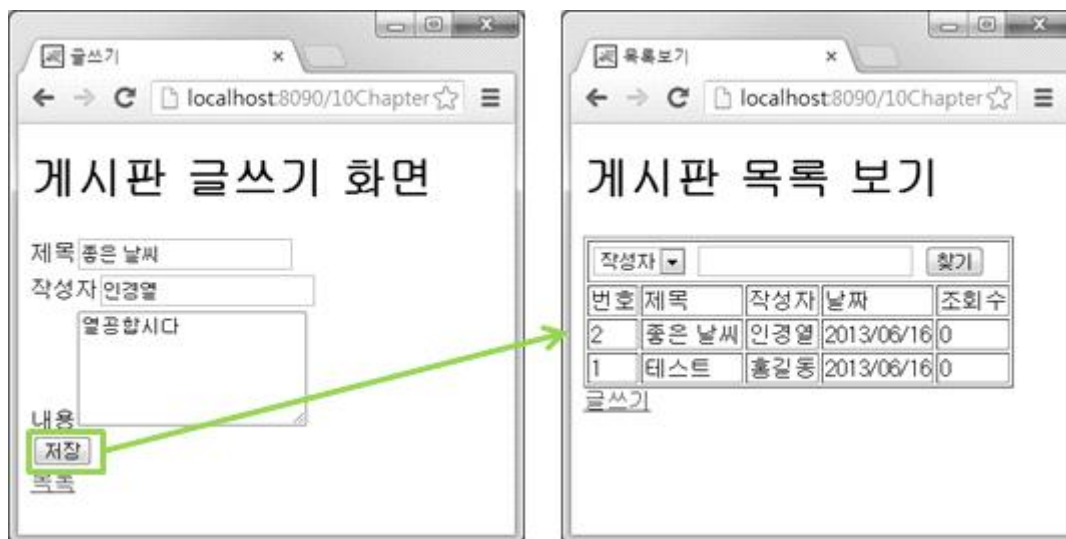 글쓰기
localhost:8090/10Chapter
게시판 글쓰기 화면
제목 좋은 날씨
작성자 인경열
열공합시다
내용
저장
목록
목록보기
localhost:8090/10Chapter
게시판 목록 보기
작성자 찾기
번호 제목 작성자 날짜 조회수
2 좋은 날씨 인경열 2013/06/16 0
1 테스트 홍길동 2013/06/16 0
글쓰기